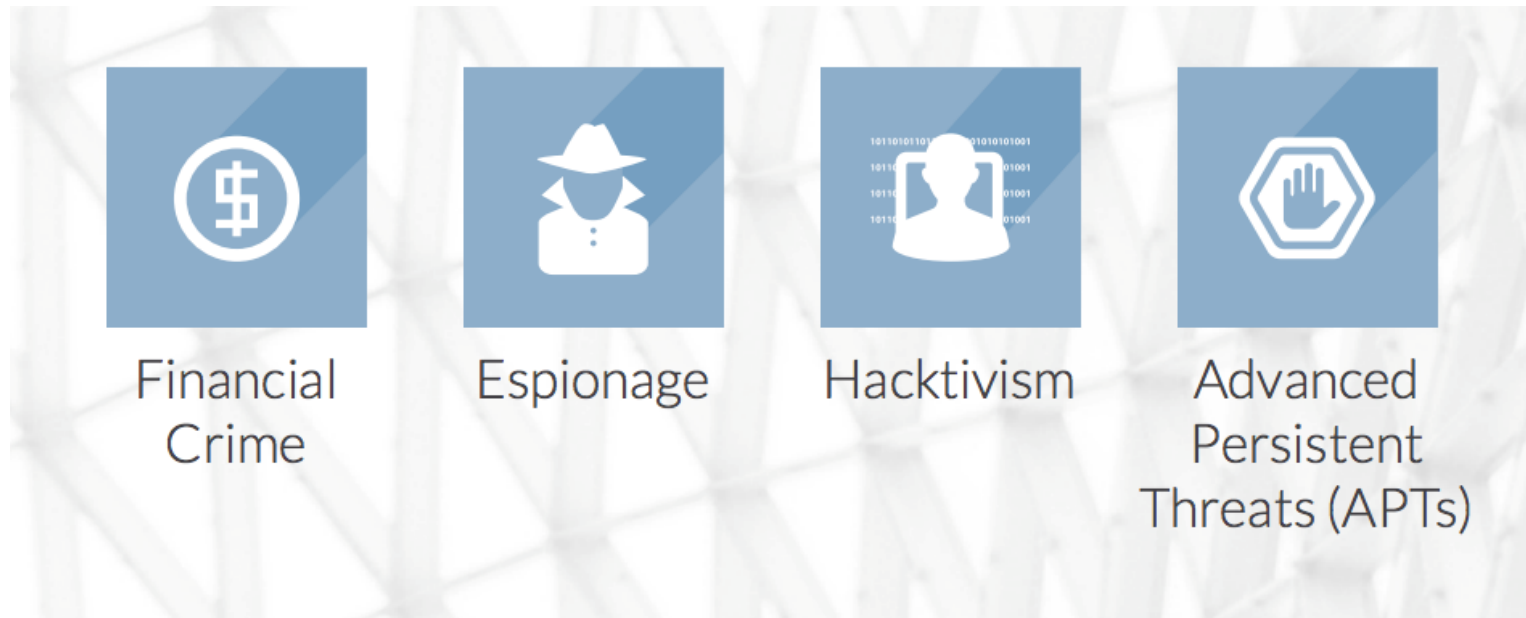 Financial
Crime
Espionage
Hacktivism
Advanced
Persistent
Threats (APTs)